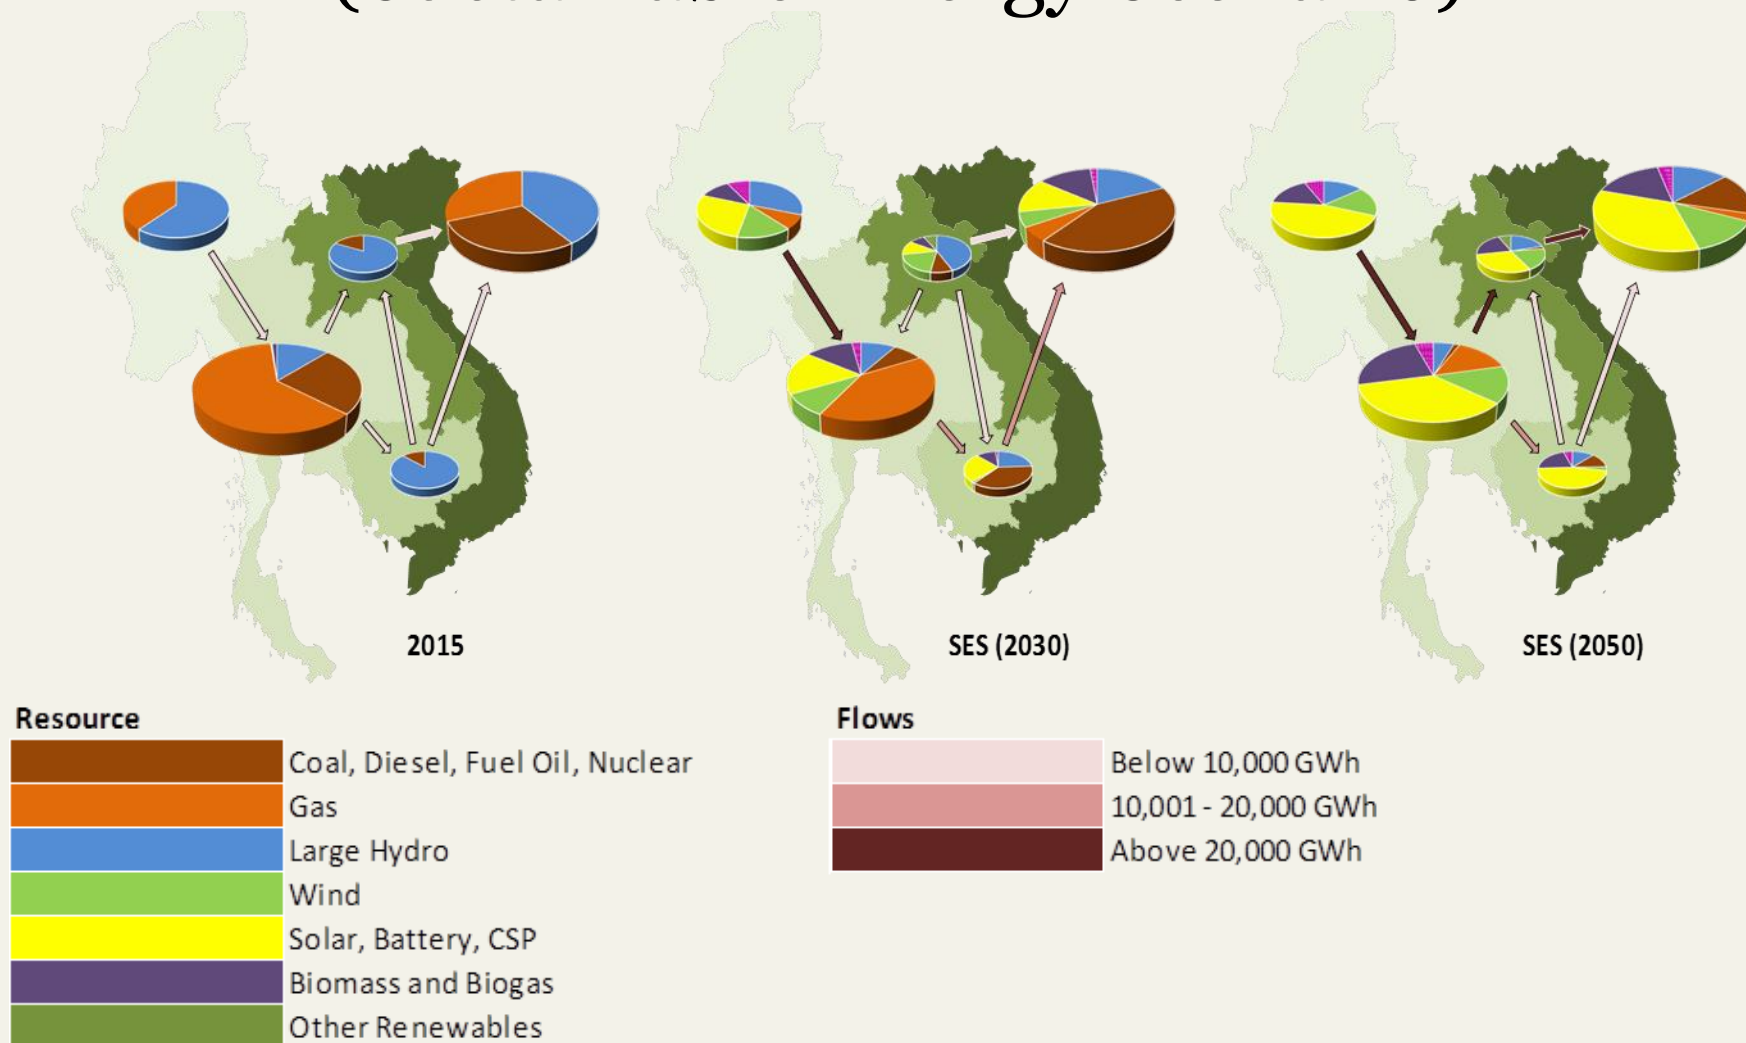 2015
SES (2030)
SES (2050)
Resource
Coal, Diesel, Fuel Oil, Nuclear
Gas
Large Hydro
Wind
Solar, Battery, CSP
Biomass and Biogas
Other Renewables
Flows
Below 10,000 GWh
10,001 - 20,000 GWh
Above 20,000 GWh